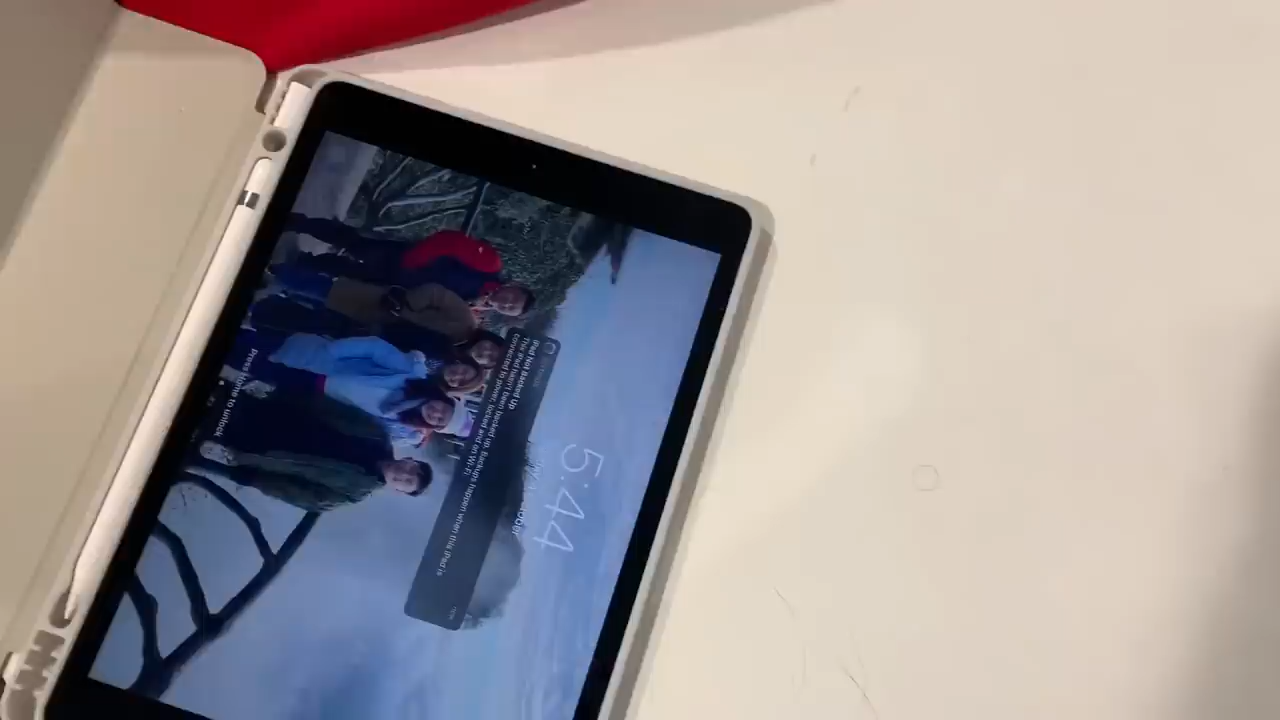 5:44
iPad Not Backed Up
This iPad hasn't been backed up. Backups happen when this iPad is
connected to power, locked and on Wi-Fi.
Press home to unlock